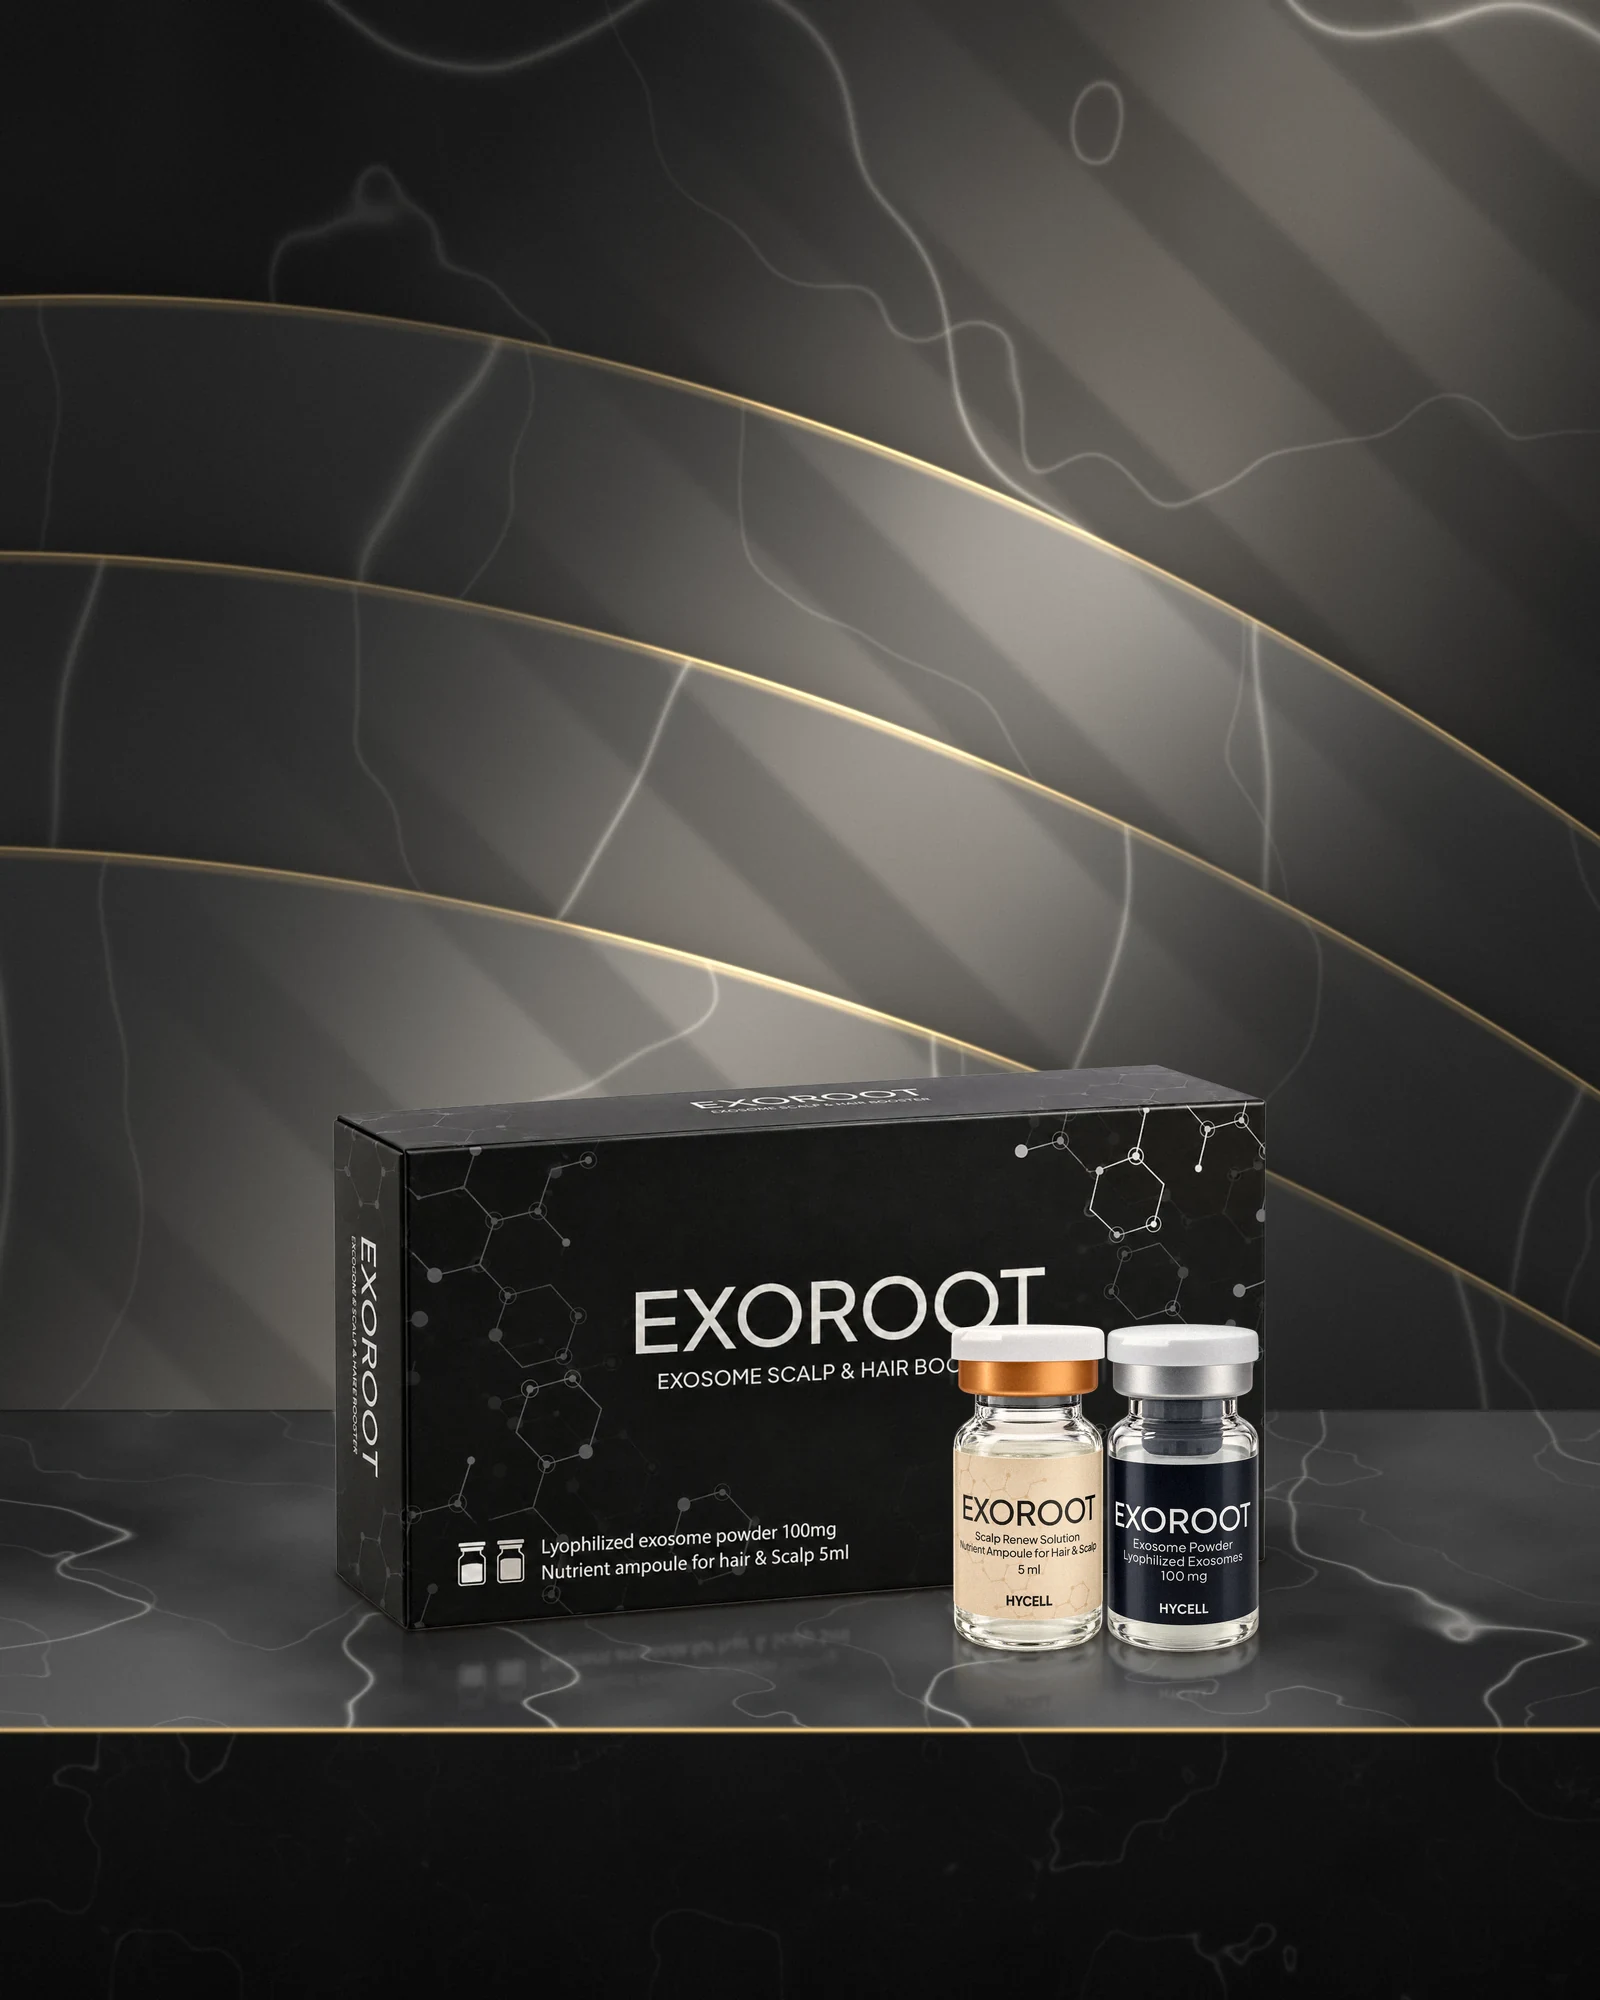 EXOROOT
EXOSOME SCALP & HAIR BOOSTER
EXOROOT
EXOROOT
EXOSOME SCALP & HAIR BOO
Lyophilized exosome powder 100mg
Nutrient ampoule for hair & Scalp 5ml
EXOROOT
Scalp Renew Solution
Nutrient Ampoule for Hair & Scalp
5 ml
HYCELL
EXOROOT
Exosome Powder
Lyophilized Exosomes
100 mg
HYCELL